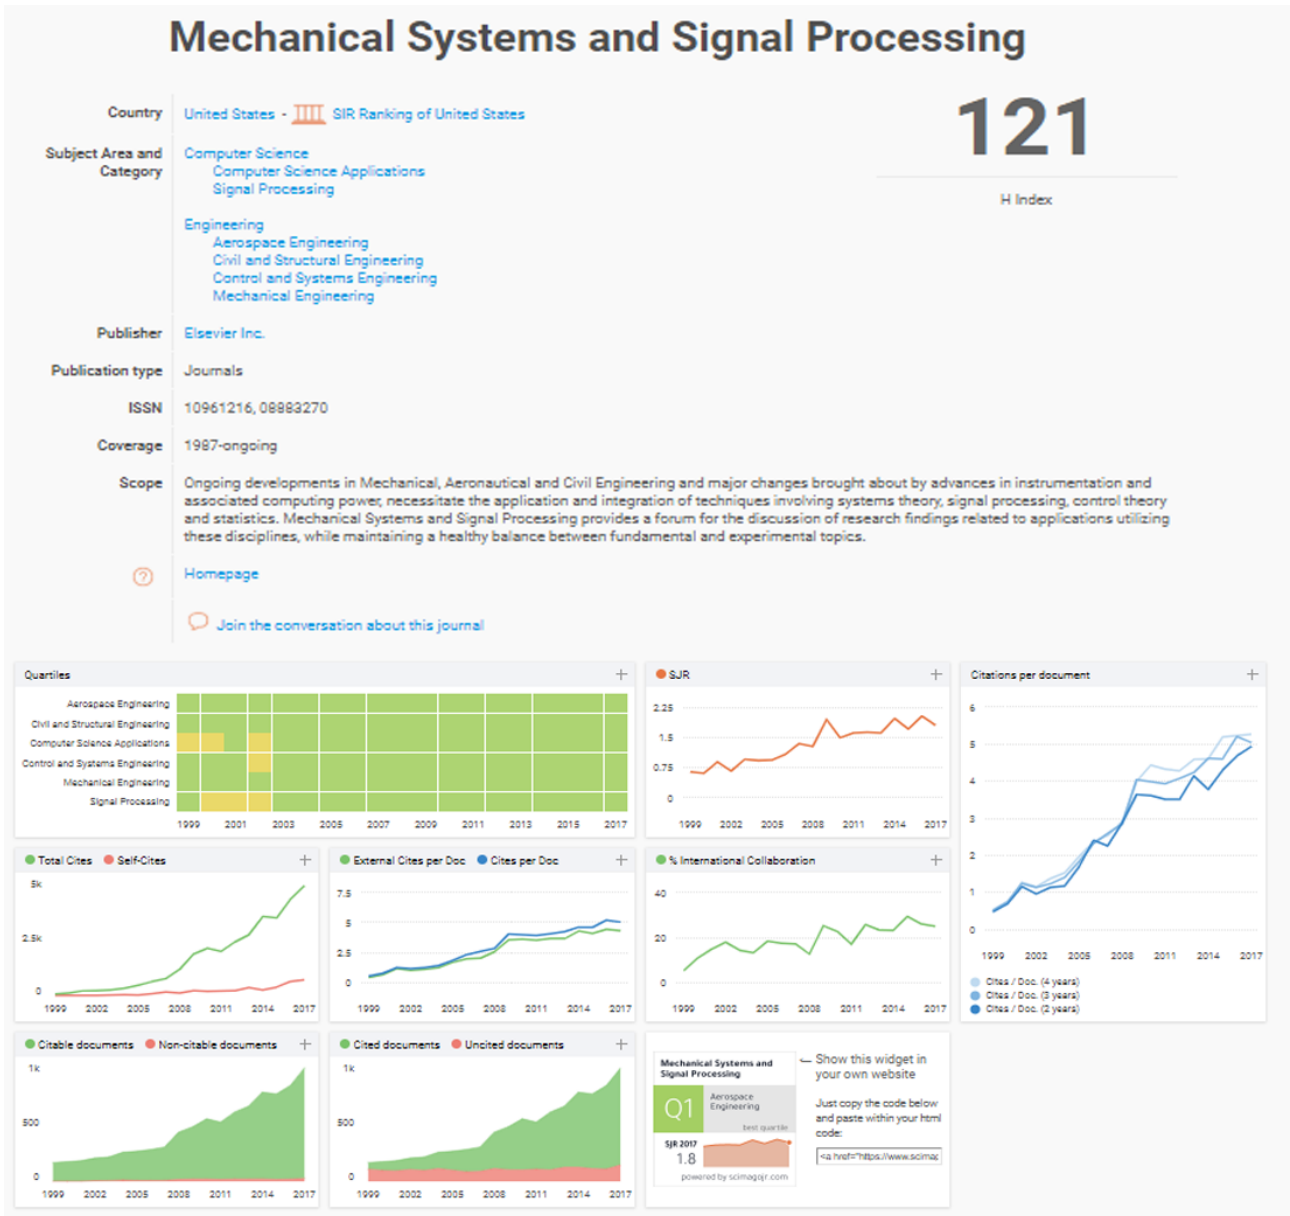 Mechanical Systems and Signal Processing
Country
United States - SIR Ranking of United States
121
H Index
Subject Area and
Category
Computer Science
Computer Science Applications
Signal Processing
Engineering
Aerospace Engineering
Civil and Structural Engineering
Control and Systems Engineering
Mechanical Engineering
Publisher
Elsevier Inc.
Publication type
Journals
ISSN
10961216, 08883270
Coverage
1987-ongoing
Scope
Ongoing developments in Mechanical, Aeronautical and Civil Engineering and major changes brought about by advances in instrumentation and
associated computing power, necessitate the application and integration of techniques involving systems theory, signal processing, control theory
and statistics. Mechanical Systems and Signal Processing provides a forum for the discussion of research findings related to applications utilizing
these disciplines, while maintaining a healthy balance between fundamental and experimental topics.
?
Homepage
Join the conversation about this journal
Quartiles +
Aerospace Engineering
Civil and Structural Engineering
Computer Science Applications
Control and Systems Engineering
Mechanical Engineering
Signal Processing
1999 2001 2003 2005 2007 2009 2011 2013 2015 2017
SJR +
2.25
1.5
0.75
0
1999 2002 2005 2008 2011 2014 2017
Citations per document +
6
5
4
3
2
1
0
1999 2002 2005 2008 2011 2014 2017
Cites / Doc. (4 years)
Cites / Doc. (3 years)
Cites / Doc. (2 years)
Total Cites Self-Cites +
5k
2.5k
0
1999 2002 2005 2008 2011 2014 2017
External Cites per Doc Cites per Doc +
7.5
5
2.5
0
1999 2002 2005 2008 2011 2014 2017
% International Collaboration +
40
20
0
1999 2002 2005 2008 2011 2014 2017
Citable documents Non-citable documents +
1k
500
0
1999 2002 2005 2008 2011 2014 2017
Cited documents Uncited documents +
1k
500
0
1999 2002 2005 2008 2011 2014 2017
Mechanical Systems and
Signal Processing
Q1
Aerospace
Engineering
best quartile
SJR 2017
1.8
powered by scimagojr.com
Show this widget in
your own website
Just copy the code below
and paste within your html
code:
<a href="https://www.scimag